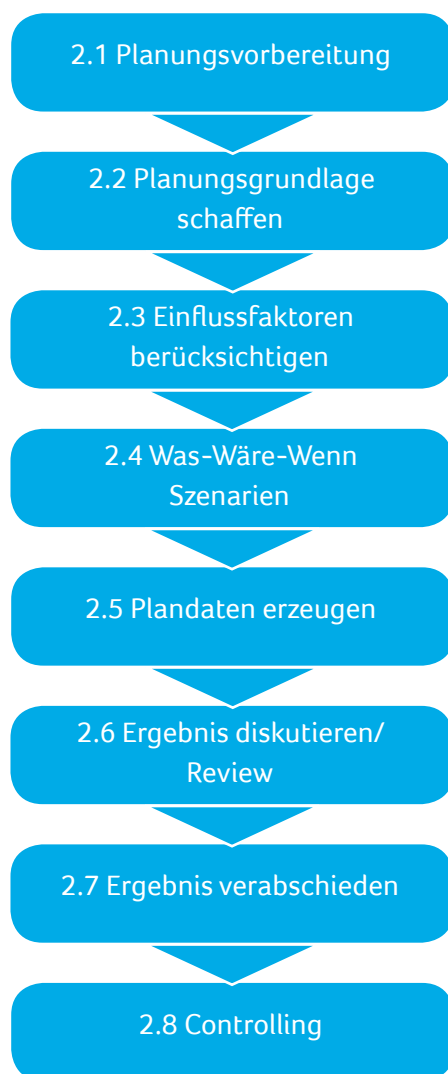 2.1 Planungsvorbereitung
2.2 Planungsgrundlage
schaffen
2.3 Einflussfaktoren
berücksichtigen
2.4 Was-Wäre-Wenn
Szenarien
2.5 Plandaten erzeugen
2.6 Ergebnis diskutieren/
Review
2.7 Ergebnis verabschieden
2.8 Controlling